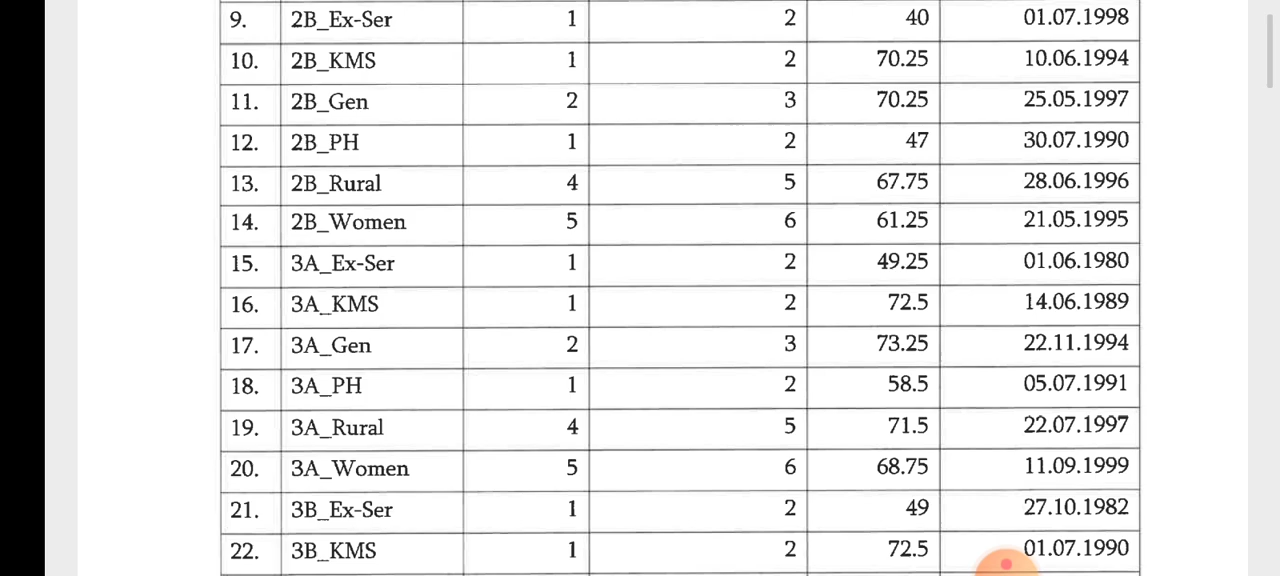 9. 2B_Ex-Ser 1 2 40 01.07.1998
10. 2B_KMS 1 2 70.25 10.06.1994
11. 2B_Gen 2 3 70.25 25.05.1997
12. 2B_PH 1 2 47 30.07.1990
13. 2B_Rural 4 5 67.75 28.06.1996
14. 2B_Women 5 6 61.25 21.05.1995
15. 3A_Ex-Ser 1 2 49.25 01.06.1980
16. 3A_KMS 1 2 72.5 14.06.1989
17. 3A_Gen 2 3 73.25 22.11.1994
18. 3A_PH 1 2 58.5 05.07.1991
19. 3A_Rural 4 5 71.5 22.07.1997
20. 3A_Women 5 6 68.75 11.09.1999
21. 3B_Ex-Ser 1 2 49 27.10.1982
22. 3B_KMS 1 2 72.5 01.07.1990